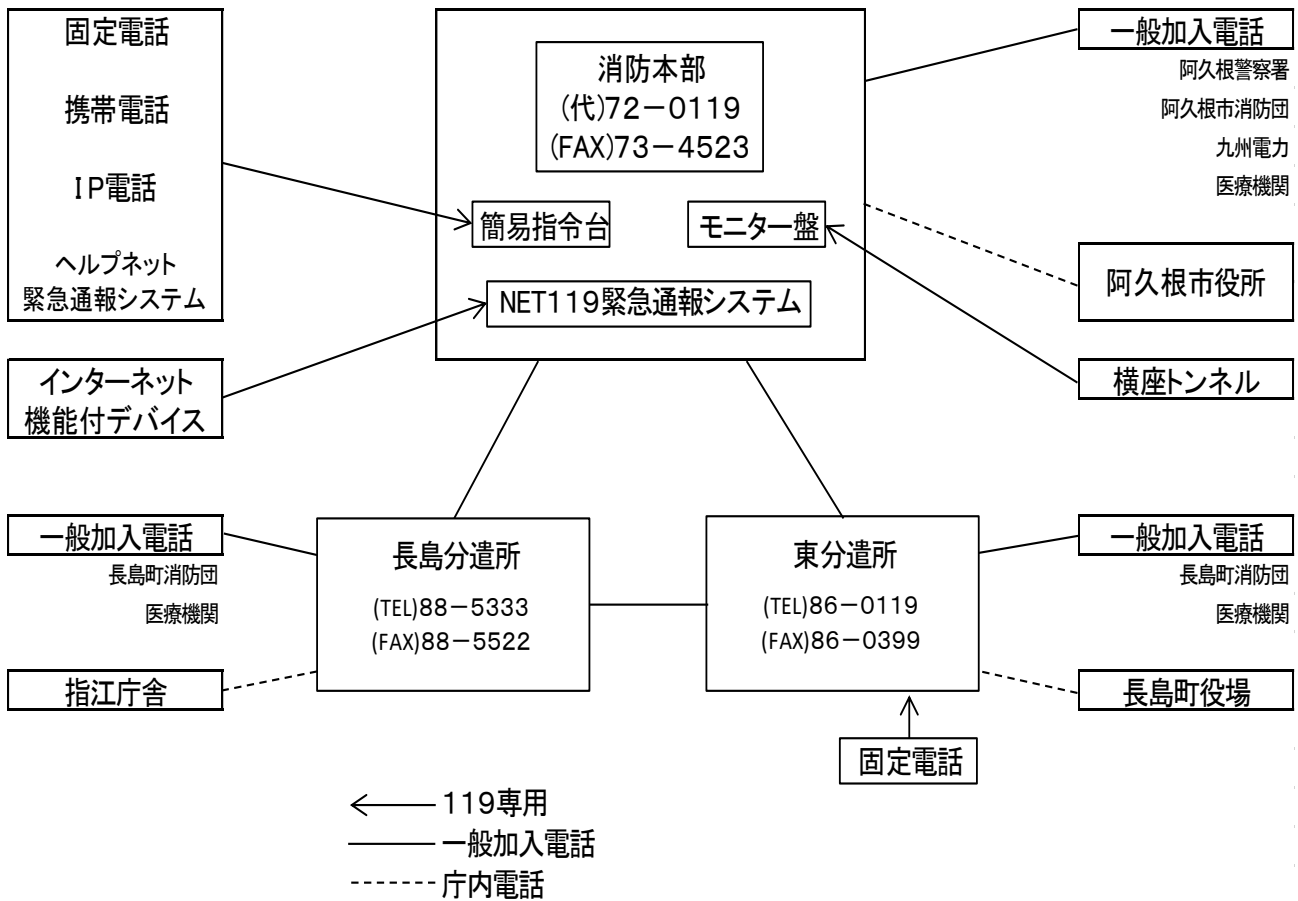 固定電話
携帯電話
IP電話
ヘルプネット
緊急通報システム
インターネット
機能付デバイス
消防本部
(代)72－0119
(FAX)73－4523
簡易指令台
モニター盤
NET119緊急通報システム
一般加入電話
阿久根警察署
阿久根市消防団
九州電力
医療機関
阿久根市役所
横座トンネル
一般加入電話
長島町消防団
医療機関
指江庁舎
長島分遣所
(TEL)88－5333
(FAX)88－5522
東分遣所
(TEL)86－0119
(FAX)86－0399
一般加入電話
長島町消防団
医療機関
長島町役場
固定電話
119専用
一般加入電話
庁内電話